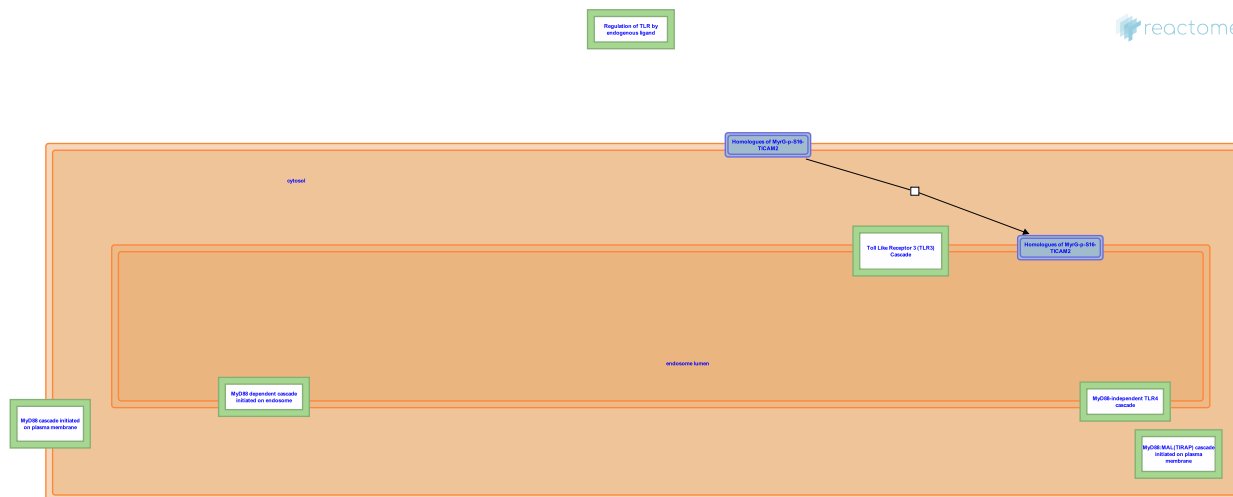 Regulation of TLR by
endogenous ligand
reactome
Homologues of MyrG-p-S16-
TICAM2
cytosol
Toll Like Receptor 3 (TLR3)
Cascade
Homologues of MyrG-p-S16-
TICAM2
endosome lumen
MyD88 dependent cascade
initiated on endosome
MyD88-independent TLR4
cascade
MyD88 cascade initiated
on plasma membrane
MyD88:MAL(TIRAP) cascade
initiated on plasma
membrane